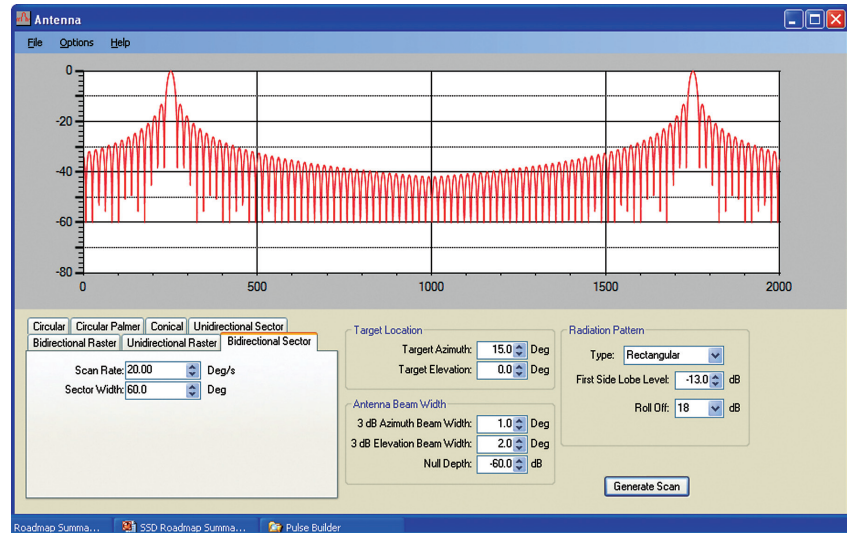 Antenna
File Options Help
0
-20
-40
-60
-80
0 500 1000 1500 2000
Circular Circular Palmer Conical Unidirectional Sector
Bidirectional Raster Unidirectional Raster Bidirectional Sector
Scan Rate: 20.00 Deg/s
Sector Width: 60.0 Deg
Target Location
Targert Azimuth: 15.0 Deg
Target Elevation: 0.0 Deg
Antenna Beam Width
3 dB Azimuth Beam Width: 1.0 Deg
3 dB Elevation Beam Width: 2.0 Deg
Null Depth: -60.0 dB
Radiation Pattern
Type: Rectangular
First Side Lobe Level: -13.0 dB
Roll Off: 18 dB
Generate Scan
Roadmap Summa... SSD Roadmap Summa... Pulse Builder